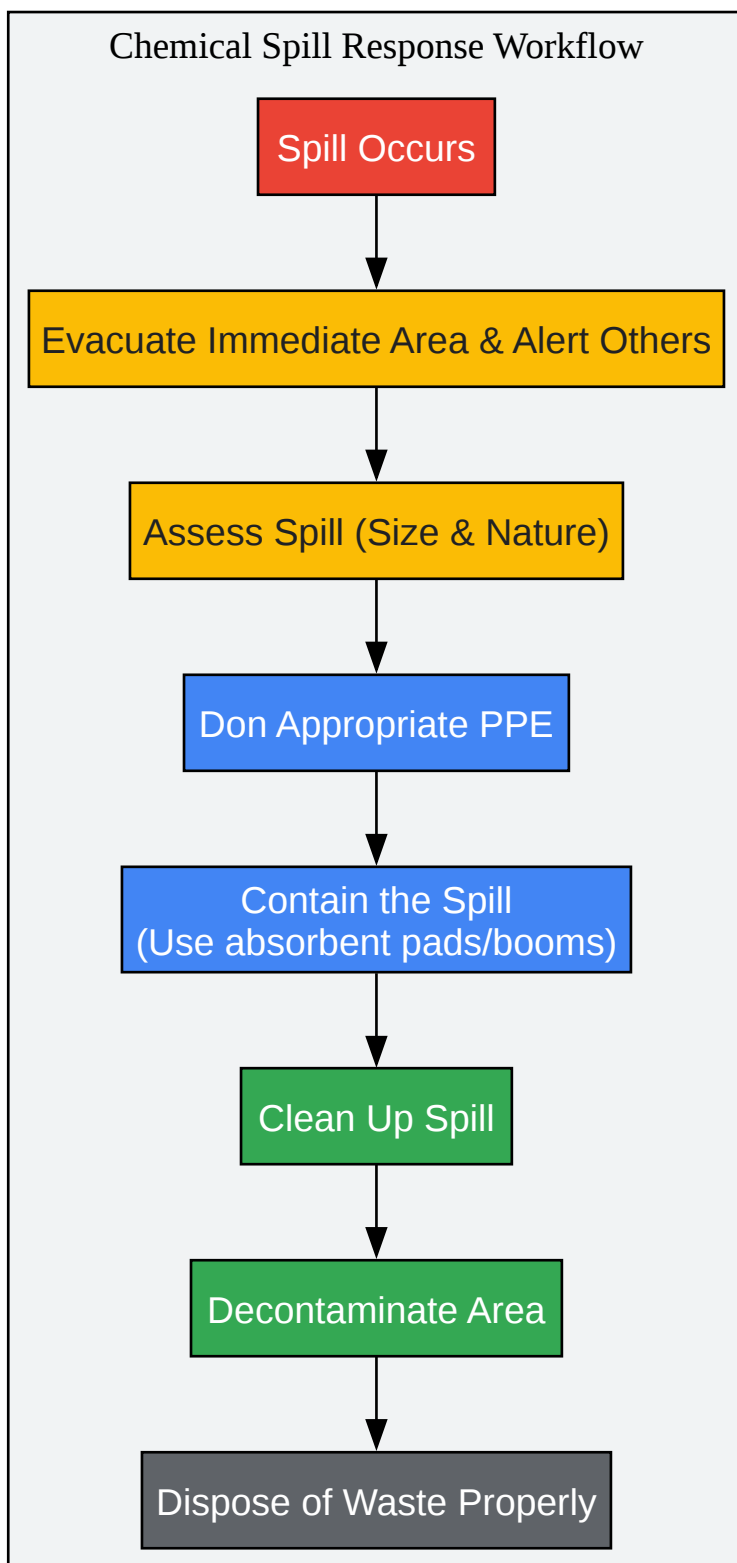 Chemical Spill Response Workflow
Spill Occurs
Evacuate Immediate Area & Alert Others
Assess Spill (Size & Nature)
Don Appropriate PPE
Contain the Spill
(Use absorbent pads/booms)
Clean Up Spill
Decontaminate Area
Dispose of Waste Properly